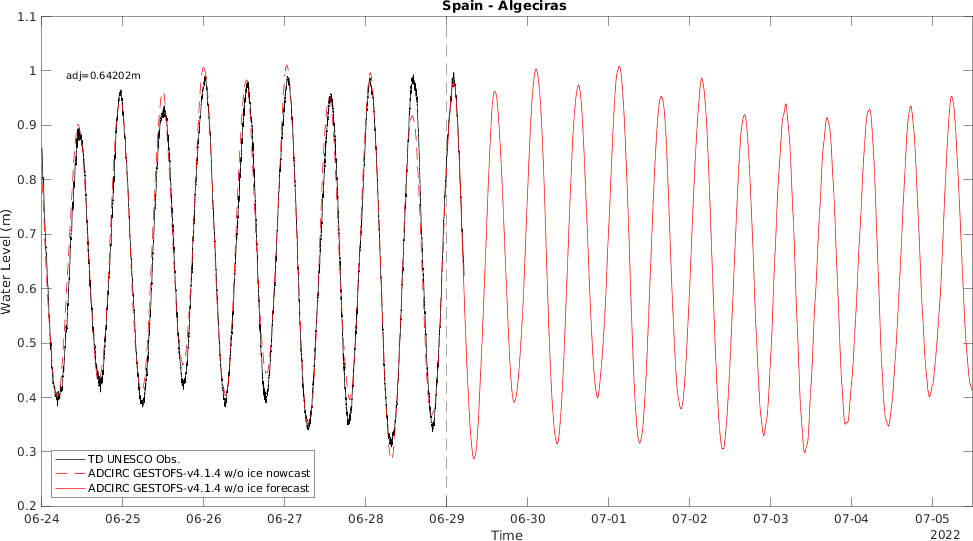 Spain - Algeciras
1.1
1
0.9
0.8
0.7
0.6
0.5
0.4
0.3
0.2
Water Level (m)
adj=0.64202m
TD UNESCO Obs.
ADCIRC GESTOFS-v4.1.4 w/o ice nowcast
ADCIRC GESTOFS-v4.1.4 w/o ice forecast
06-24 06-25 06-26 06-27 06-28 06-29 06-30 07-01 07-02 07-03 07-04 07-05
Time
2022